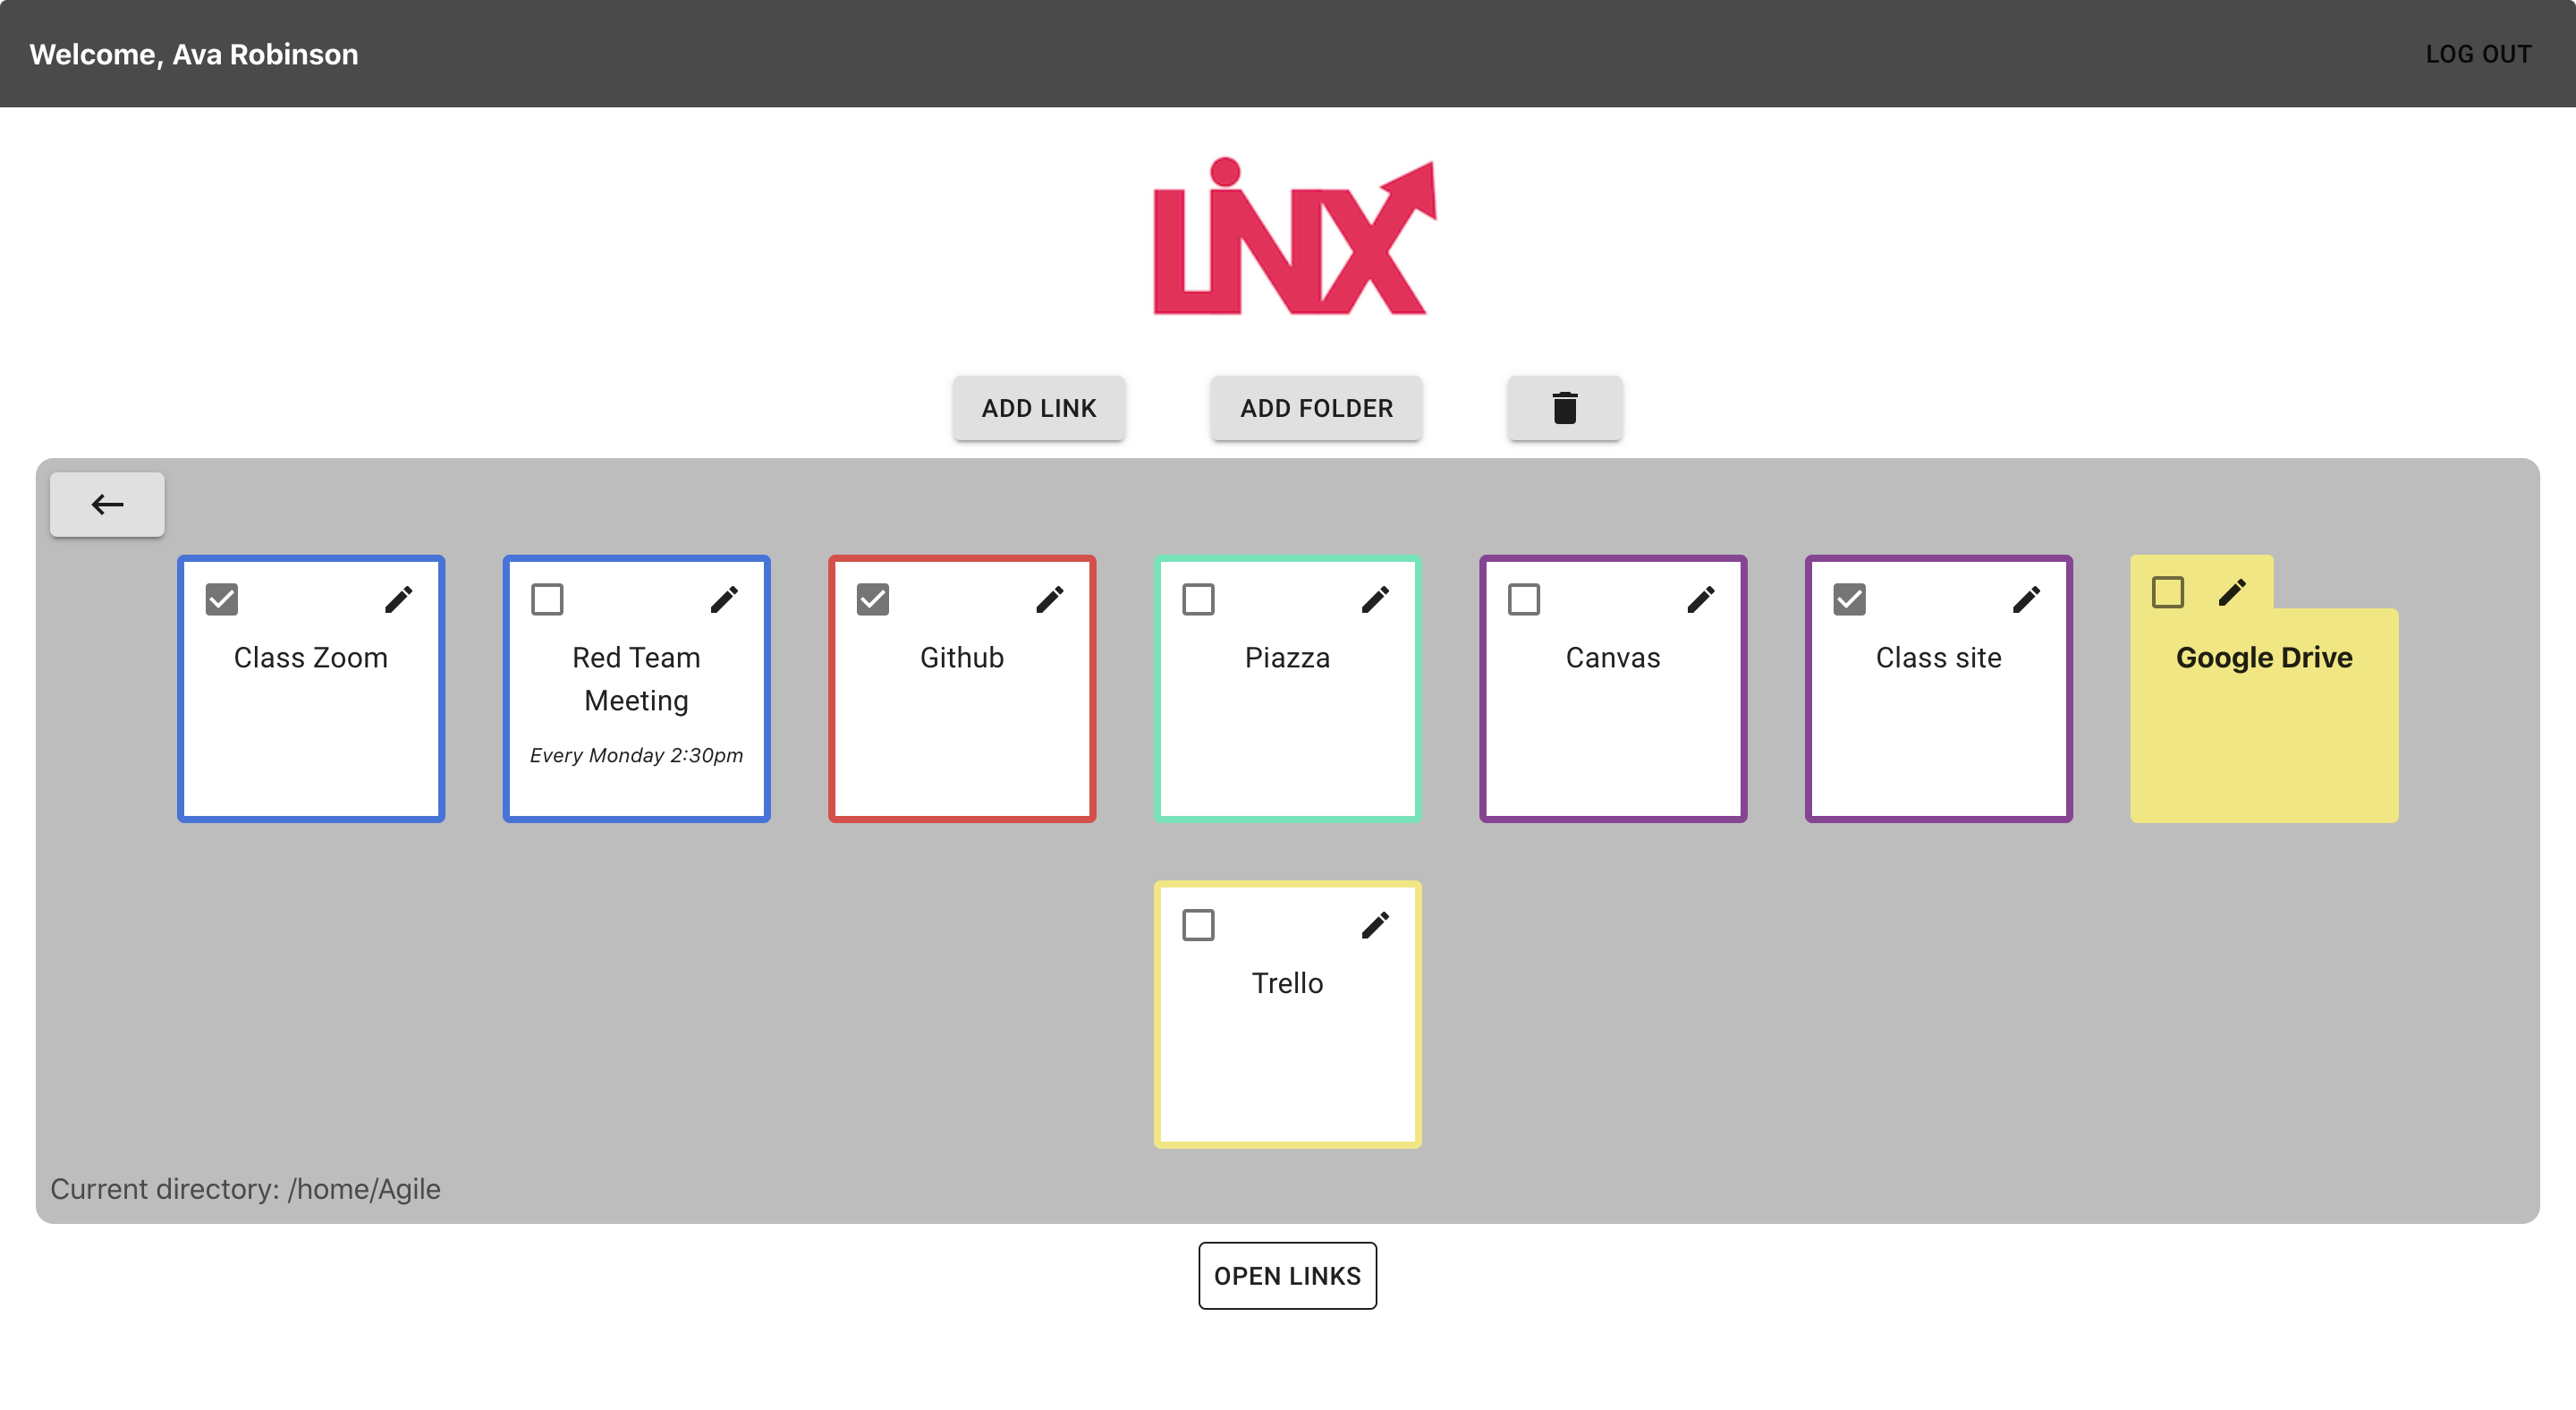 Welcome, Ava Robinson
LOG OUT
LiNX
ADD LINK
ADD FOLDER
Class Zoom
Red Team
Meeting
Every Monday 2:30pm
Github
Piazza
Canvas
Class site
Google Drive
Trello
Current directory: /home/Agile
OPEN LINKS